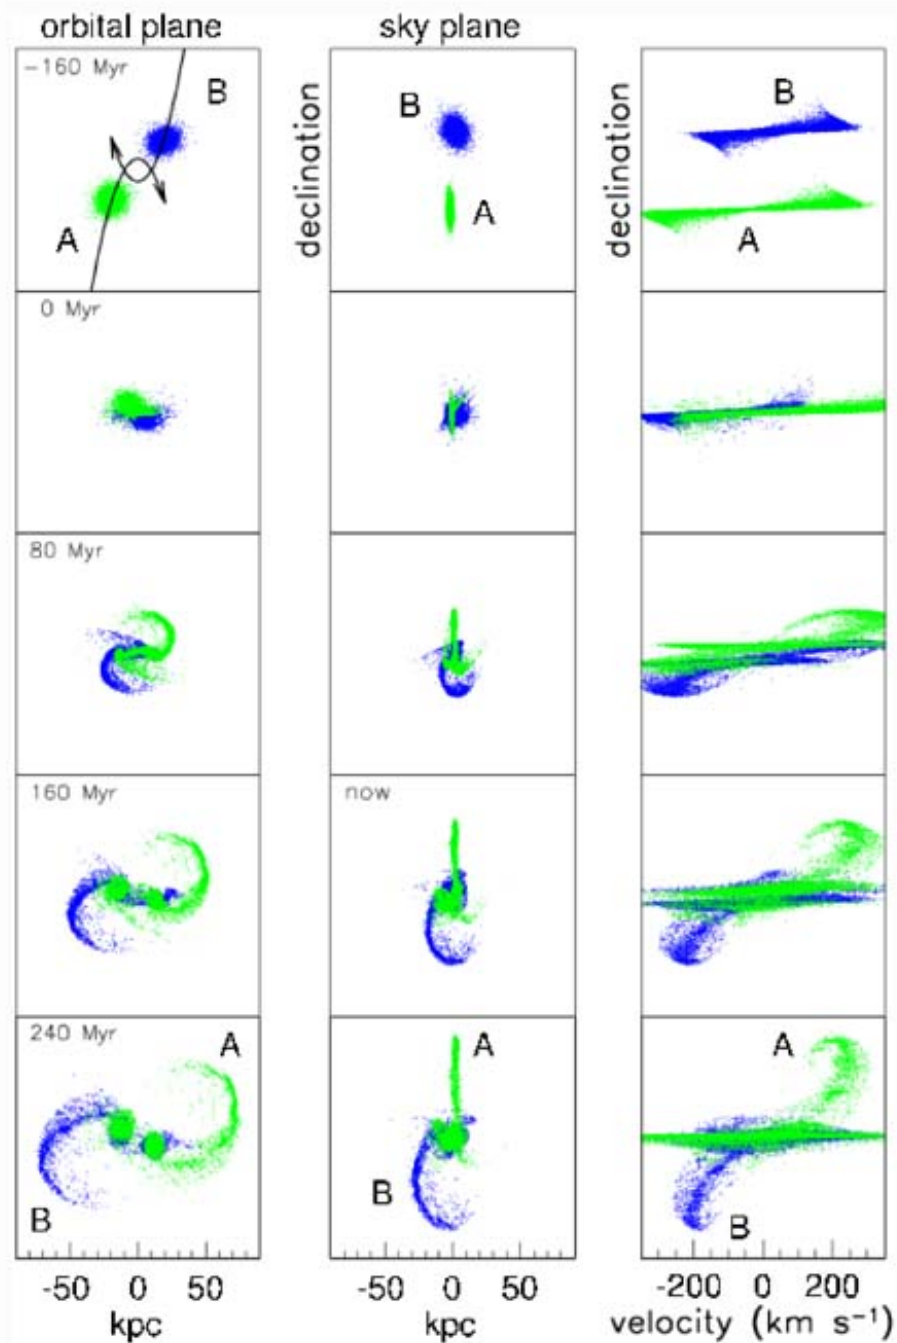 orbital plane
sky plane
−160 Myr
B
A
declination
B
A
declination
B
A
0 Myr
80 Myr
160 Myr
now
240 Myr
A
B
A
B
A
B
-50 0 50
kpc
-50 0 50
kpc
-200 0 200
velocity (km s⁻¹)